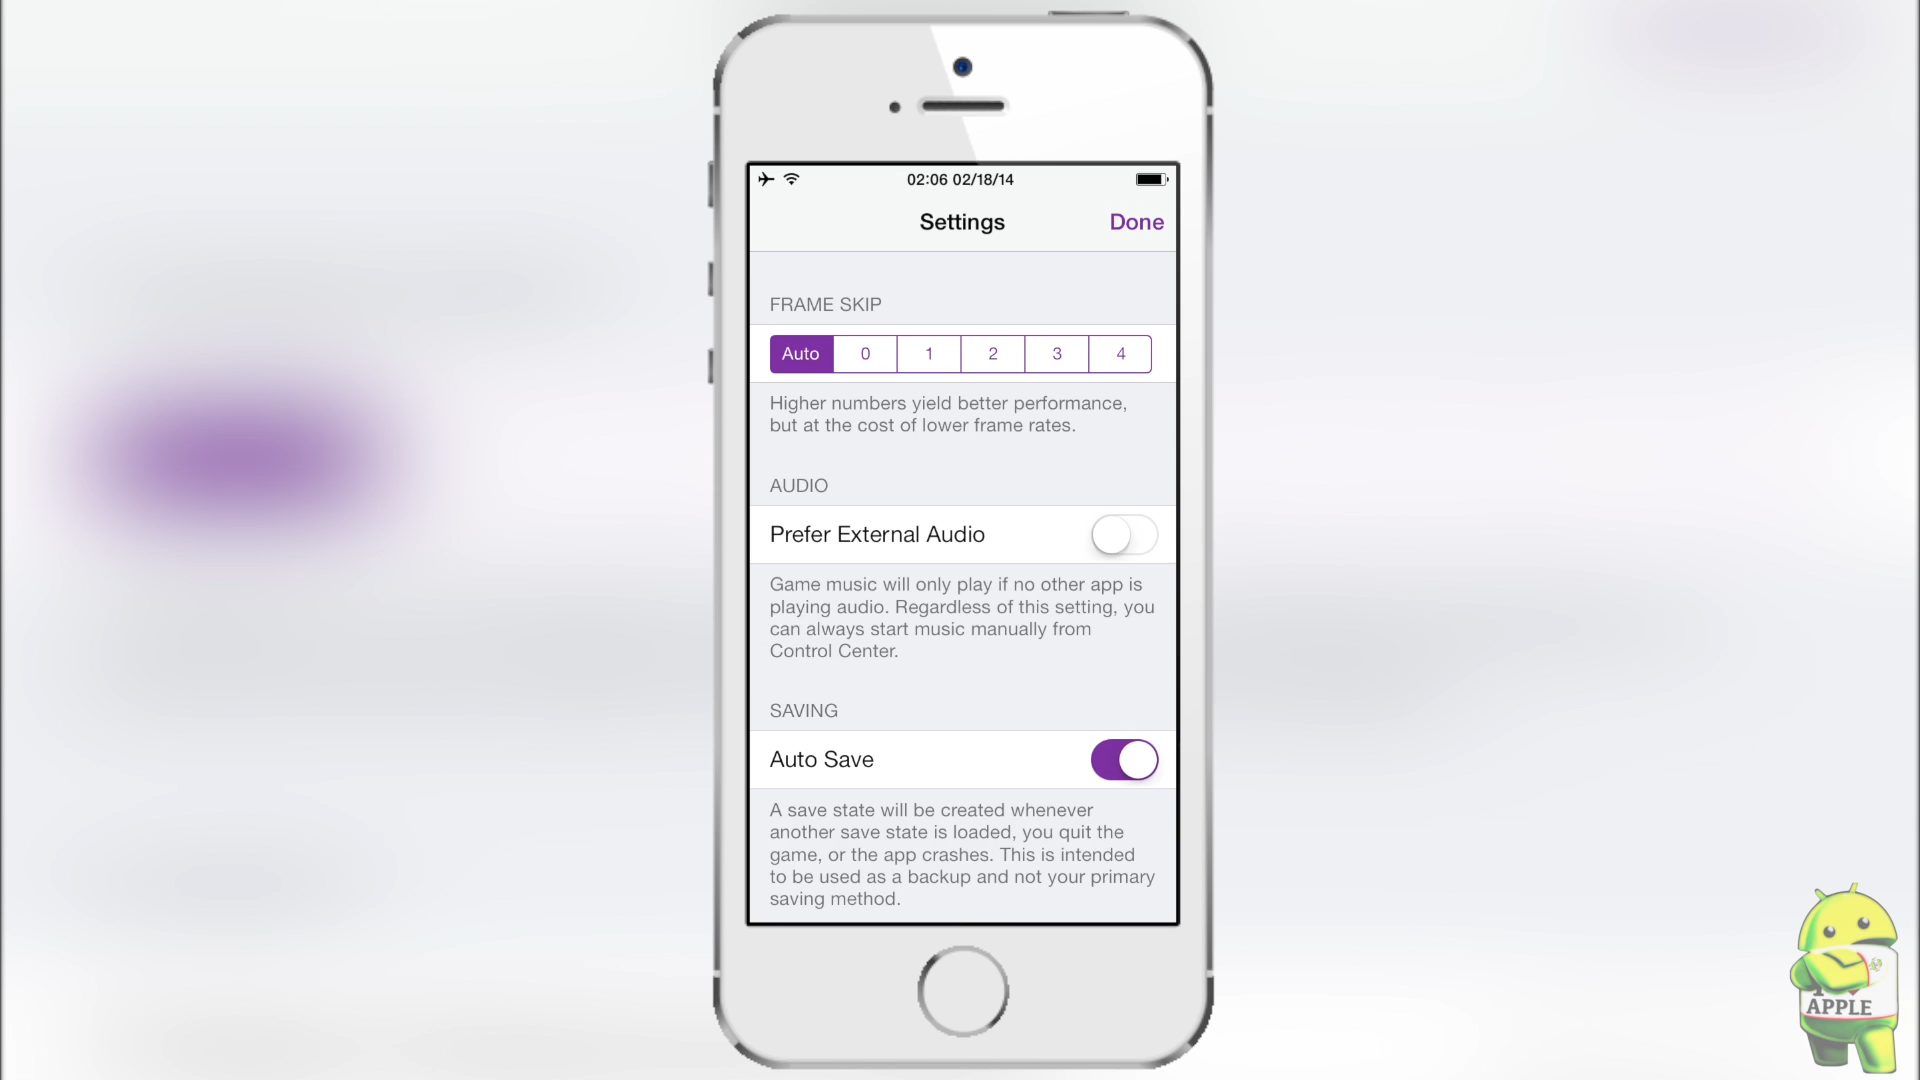 02:06 02/18/14
Settings
Done
FRAME SKIP
Auto 0 1 2 3 4
Higher numbers yield better performance,
but at the cost of lower frame rates.
AUDIO
Prefer External Audio
Game music will only play if no other app is
playing audio. Regardless of this setting, you
can always start music manually from
Control Center.
SAVING
Auto Save
A save state will be created whenever
another save state is loaded, you quit the
game, or the app crashes. This is intended
to be used as a backup and not your primary
saving method.
APPLE